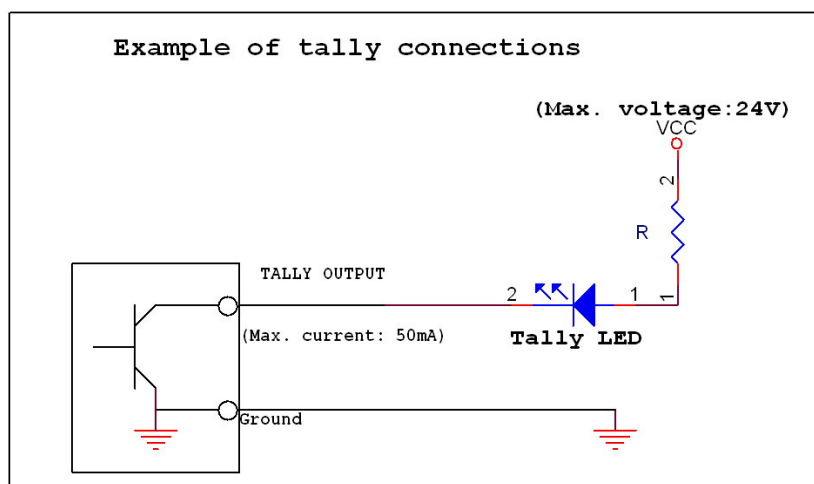 Example of tally connections
(Max. voltage:24V)
VCC
2
R
1
TALLY OUTPUT
2
1
(Max. current: 50mA)
Tally LED
Ground